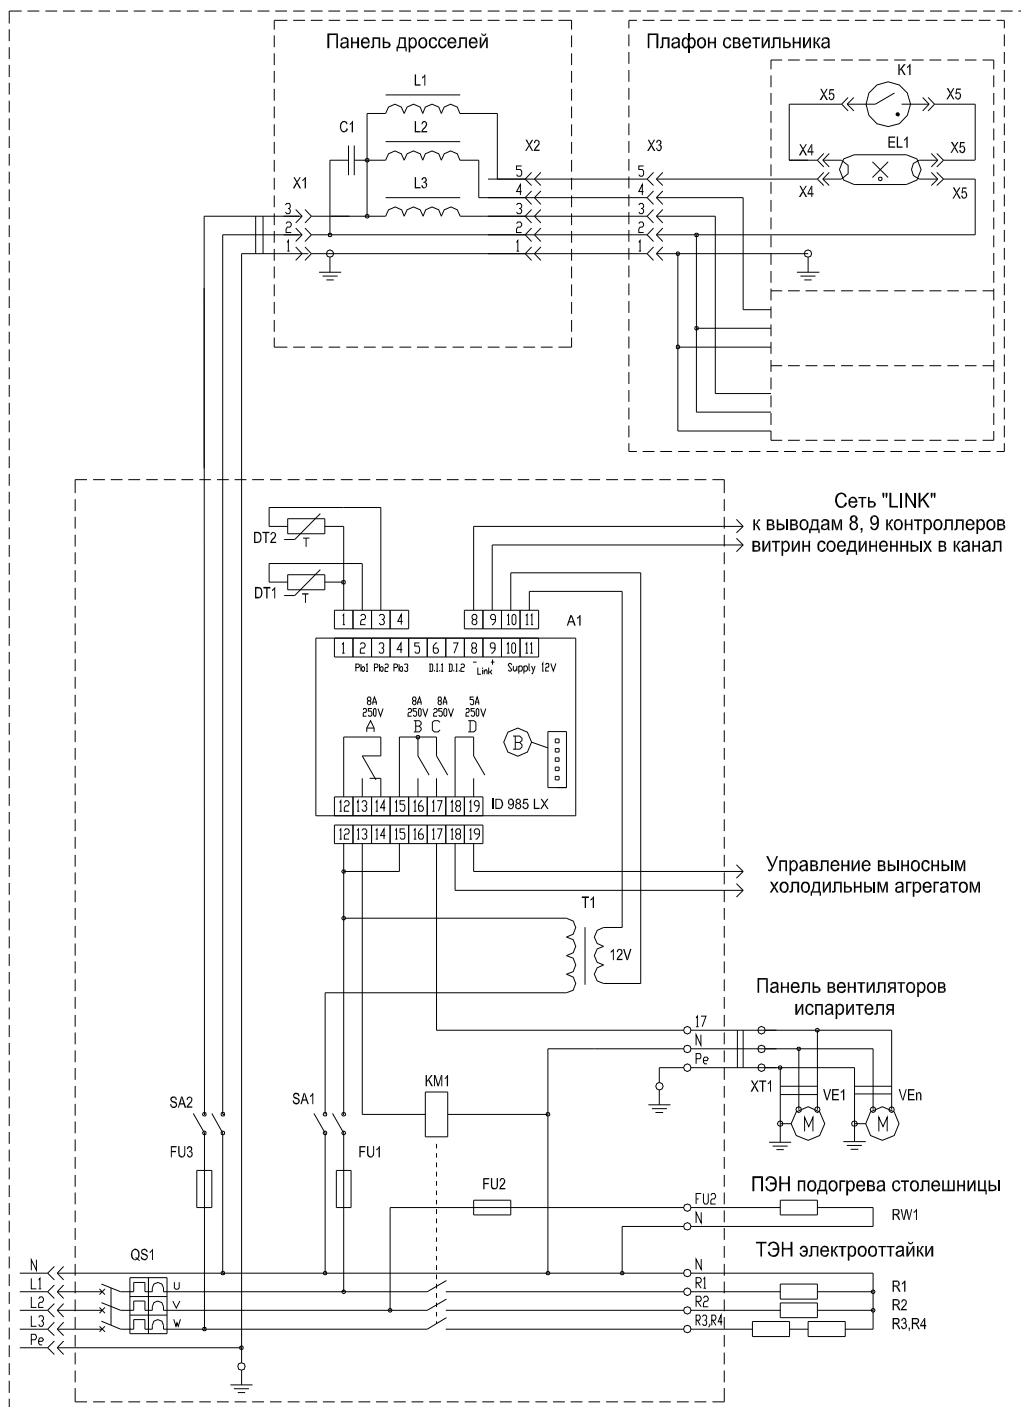 Панель дросселей
Плафон светильника
L1
K1
X5
X5
C1
L2
EL1
X2
X3
X4
X5
X1
L3
5
5
X4
X5
4
4
3
3
3
2
2
2
1
1
1
Сеть "LINK"
к выводам 8, 9 контроллеров
витрин соединенных в канал
DT2
T
DT1
T
1 2 3 4
8 9 10 11
A1
1 2 3 4 5 6 7 8 9 10 11
Pb1 Pb2 Pb3
D.I.1 D.I.2
- +
Link
Supply 12V
8A 8A 8A 5A
250V 250V 250V 250V
A B C D
B
12 13 14 15 16 17 18 19
ID 985 LX
12 13 14 15 16 17 18 19
Управление выносным
холодильным агрегатом
T1
12V
Панель вентиляторов
испарителя
17
N
Pe
KM1
XT1
VE1
VEn
SA2
SA1
M
M
FU3
FU1
FU2
ПЭН подогрева столешницы
FU2
RW1
N
QS1
ТЭН электрооттайки
N
N
L1
U
R1
R1
L2
V
R2
R2
L3
W
R3,R4
R3,R4
Pe